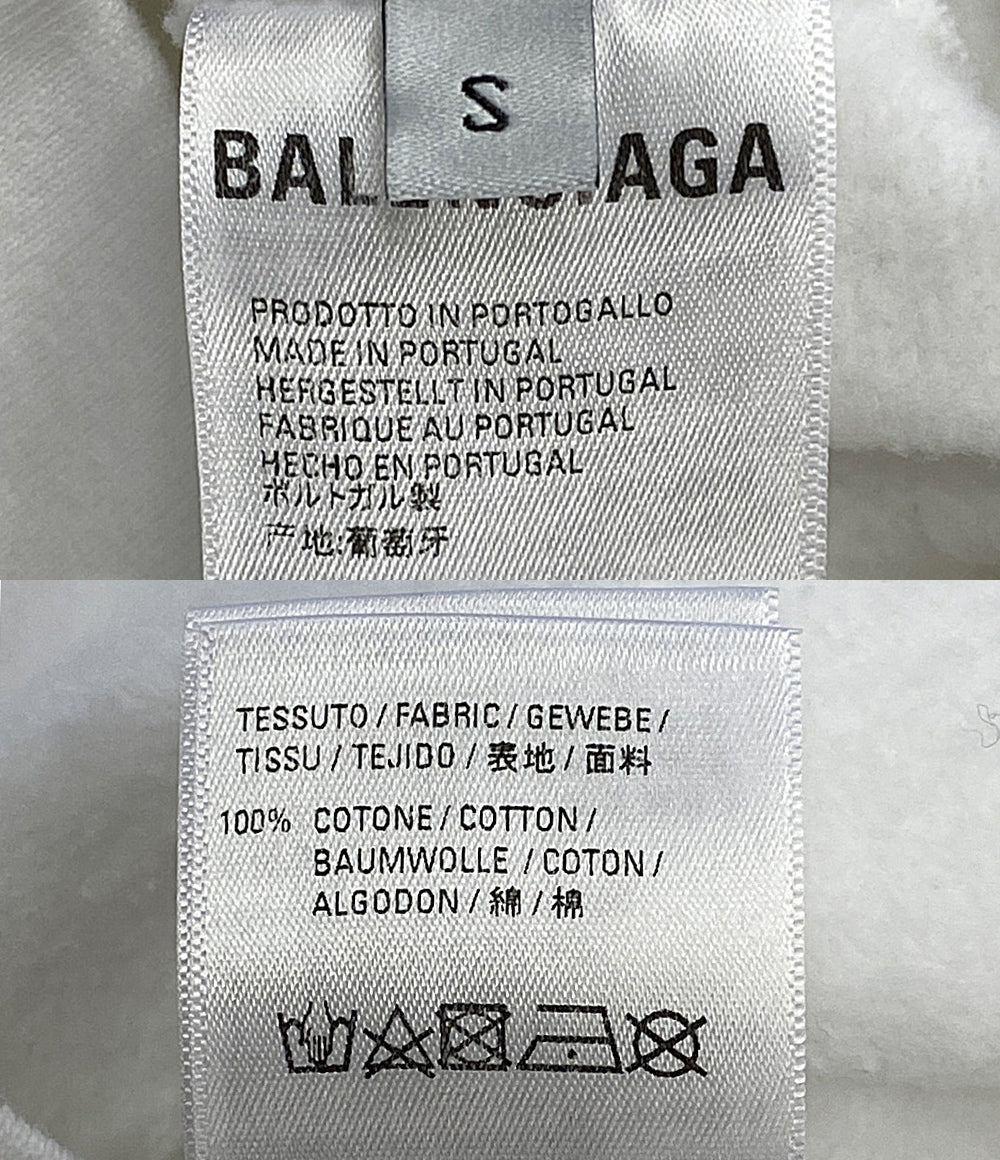 S
BALENCIAGA
PRODOTTO IN PORTOGALLO
MADE IN PORTUGAL
HERGESTELLT IN PORTUGAL
FABRIQUE AU PORTUGAL
HECHO EN PORTUGAL
ポルトガル製
产地:葡萄牙
TESSUTO / FABRIC / GEWEBE /
TISSU / TEJIDO / 表地 / 面料
100% COTONE / COTTON /
BAUMWOLLE / COTON /
ALGODON / 綿 / 棉